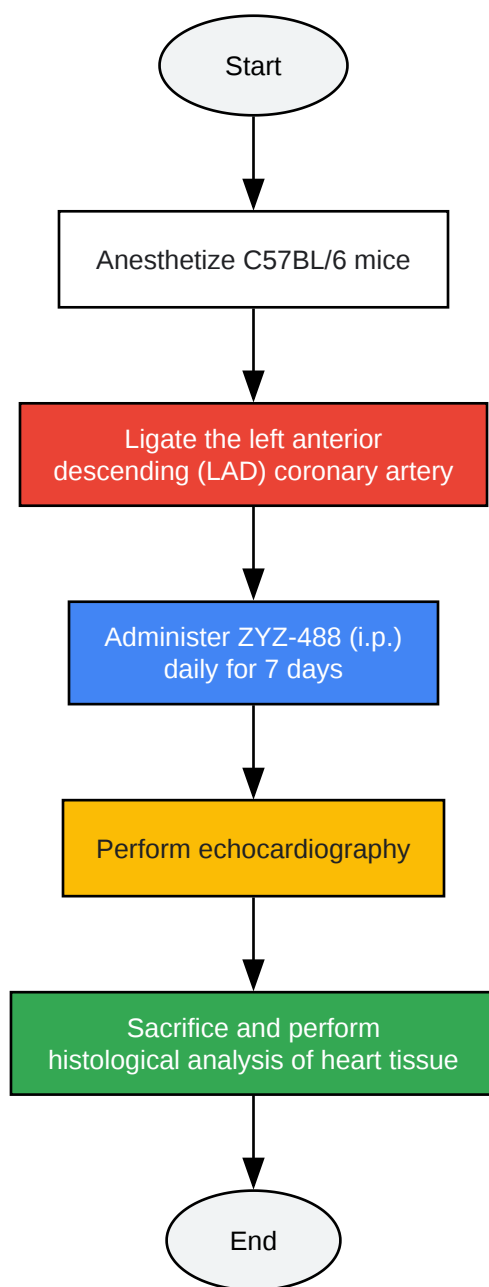 Start
Anesthetize C57BL/6 mice
Ligate the left anterior
descending (LAD) coronary artery
Administer ZYZ-488 (i.p.)
daily for 7 days
Perform echocardiography
Sacrifice and perform
histological analysis of heart tissue
End